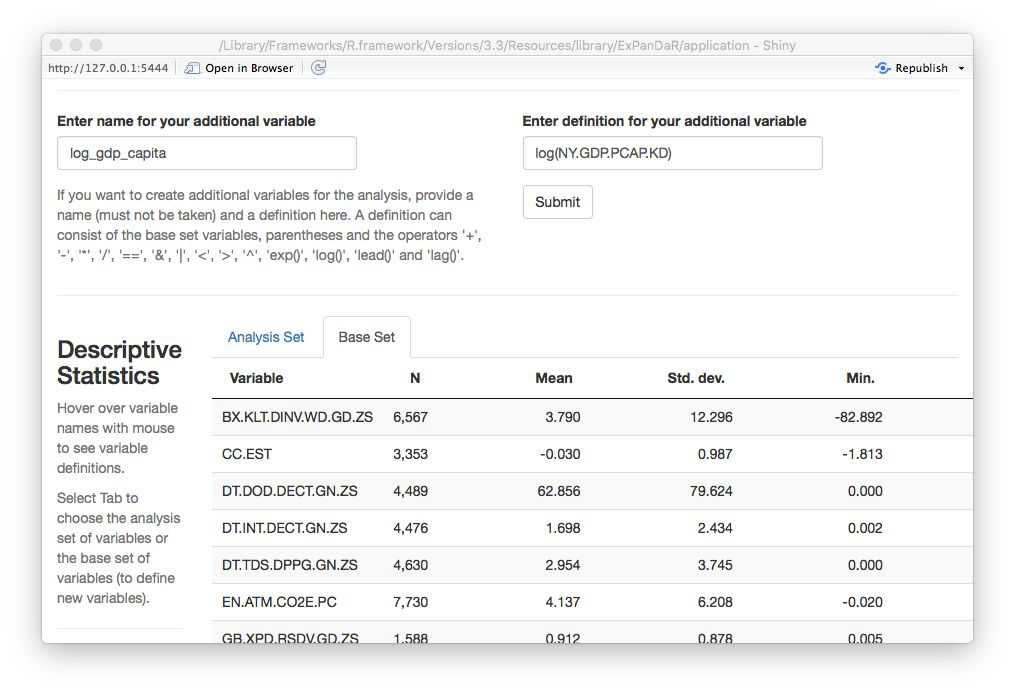 /Library/Frameworks/R.framework/Versions/3.3/Resources/library/ExPanDaR/application - Shiny
http://127.0.0.1:5444 Open in Browser Republish
Enter name for your additional variable
log_gdp_capita
If you want to create additional variables for the analysis, provide a
name (must not be taken) and a definition here. A definition can
consist of the base set variables, parentheses and the operators '+',
'-', '*', '/', '==', '&', '|', '<', '>', '^', 'exp()', 'log()', 'lead()' and 'lag()'.
Enter definition for your additional variable
log(NY.GDP.PCAP.KD)
Submit
Descriptive
Statistics
Hover over variable
names with mouse
to see variable
definitions.
Select Tab to
choose the analysis
set of variables or
the base set of
variables (to define
new variables).
Analysis Set Base Set
Variable N Mean Std. dev. Min.
BX.KLT.DINV.WD.GD.ZS 6,567 3.790 12.296 -82.892
CC.EST 3,353 -0.030 0.987 -1.813
DT.DOD.DECT.GN.ZS 4,489 62.856 79.624 0.000
DT.INT.DECT.GN.ZS 4,476 1.698 2.434 0.002
DT.TDS.DPPG.GN.ZS 4,630 2.954 3.745 0.000
EN.ATM.CO2E.PC 7,730 4.137 6.208 -0.020
GB.XPD.RSDV.GD.ZS 1,588 0.912 0.878 0.005